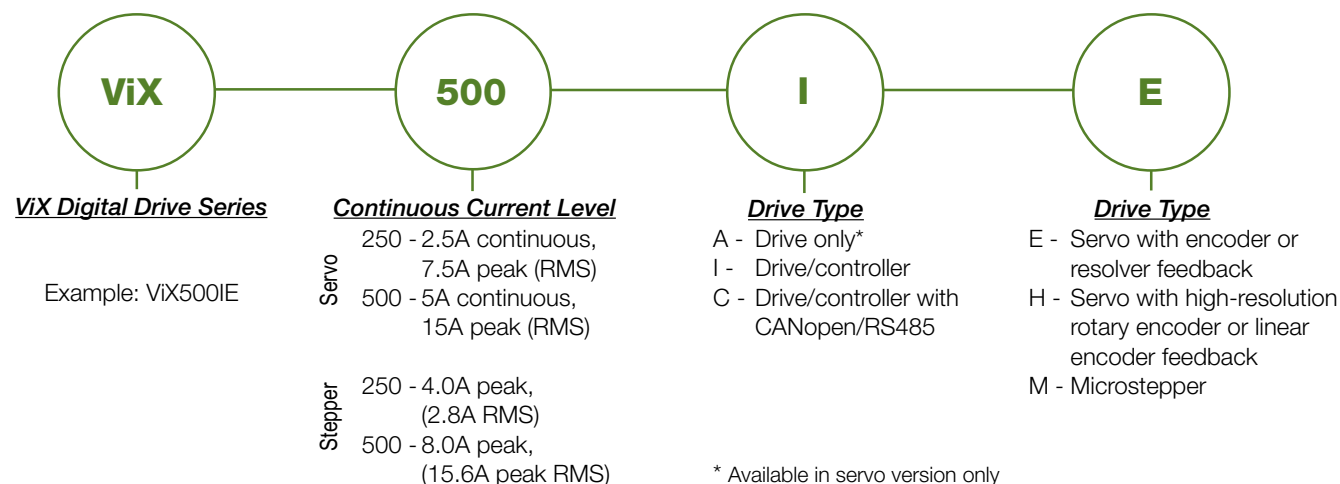 ViX
500
I
E
ViX Digital Drive Series
Example: ViX500IE
Continuous Current Level
Servo
250 - 2.5A continuous,
7.5A peak (RMS)
500 - 5A continuous,
15A peak (RMS)
Stepper
250 - 4.0A peak,
(2.8A RMS)
500 - 8.0A peak,
(15.6A peak RMS)
Drive Type
A - Drive only*
I - Drive/controller
C - Drive/controller with
CANopen/RS485
* Available in servo version only
Drive Type
E - Servo with encoder or
resolver feedback
H - Servo with high-resolution
rotary encoder or linear
encoder feedback
M - Microstepper